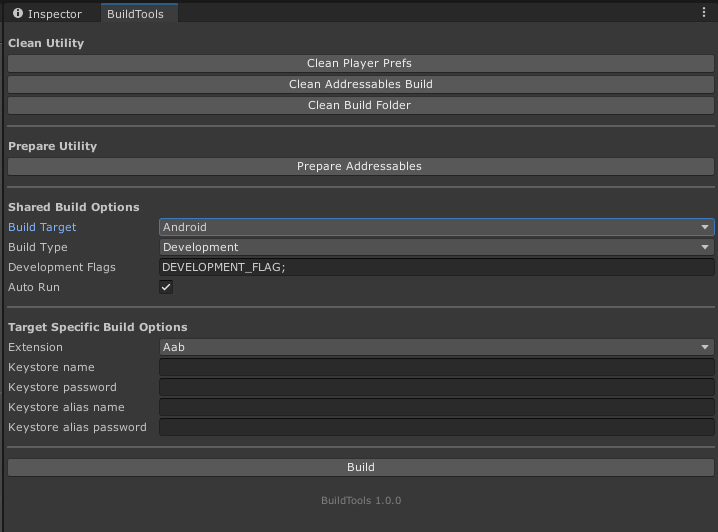 Inspector BuildTools
Clean Utility
Clean Player Prefs
Clean Addressables Build
Clean Build Folder
Prepare Utility
Prepare Addressables
Shared Build Options
Build Target Android
Build Type Development
Development Flags DEVELOPMENT_FLAG;
Auto Run
Target Specific Build Options
Extension Aab
Keystore name
Keystore password
Keystore alias name
Keystore alias password
Build
BuildTools 1.0.0